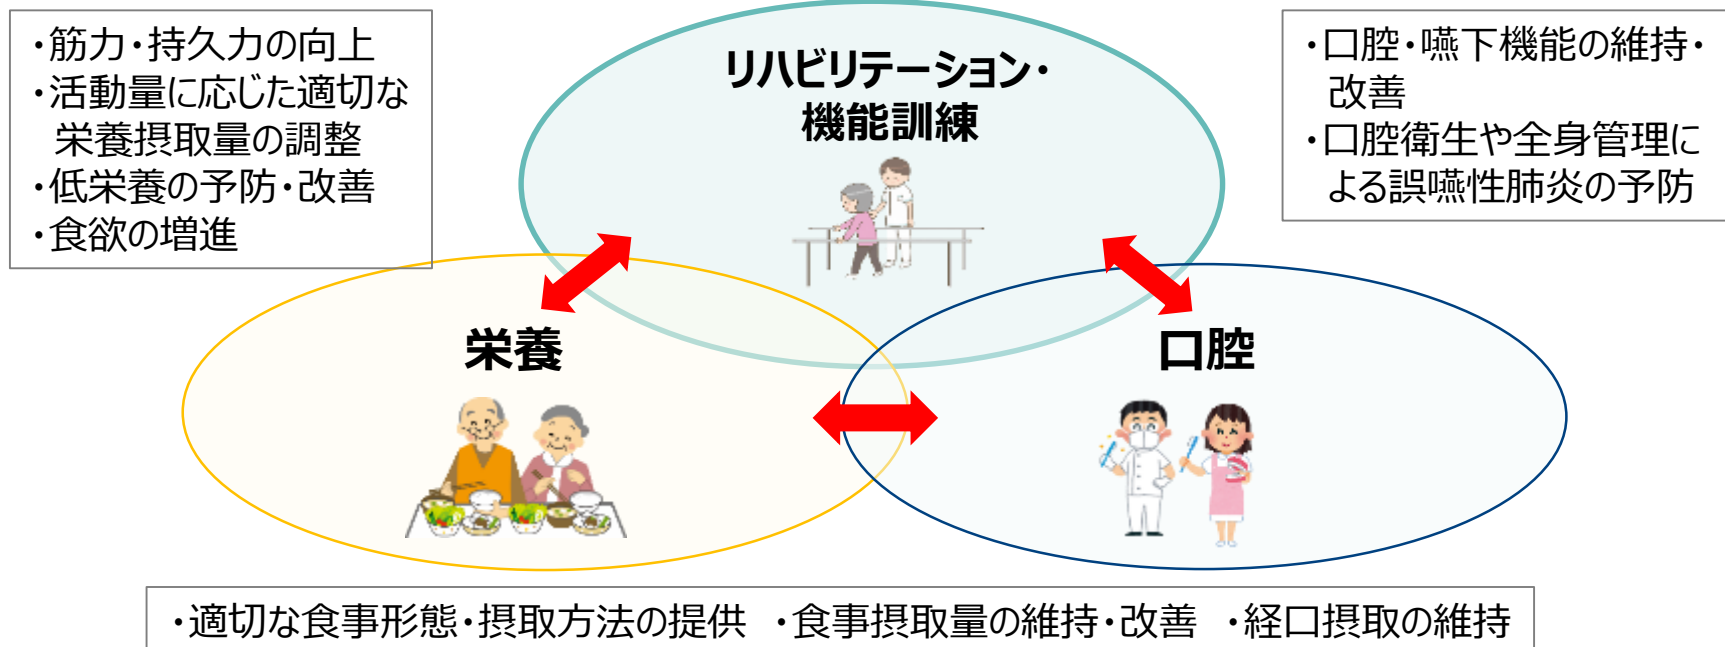 ・筋力・持久力の向上
・活動量に応じた適切な
栄養摂取量の調整
・低栄養の予防・改善
・食欲の増進
リハビリテーション・
機能訓練
・口腔・嚥下機能の維持・
改善
・口腔衛生や全身管理に
よる誤嚥性肺炎の予防
栄養
口腔
・適切な食事形態・摂取方法の提供 ・食事摂取量の維持・改善 ・経口摂取の維持